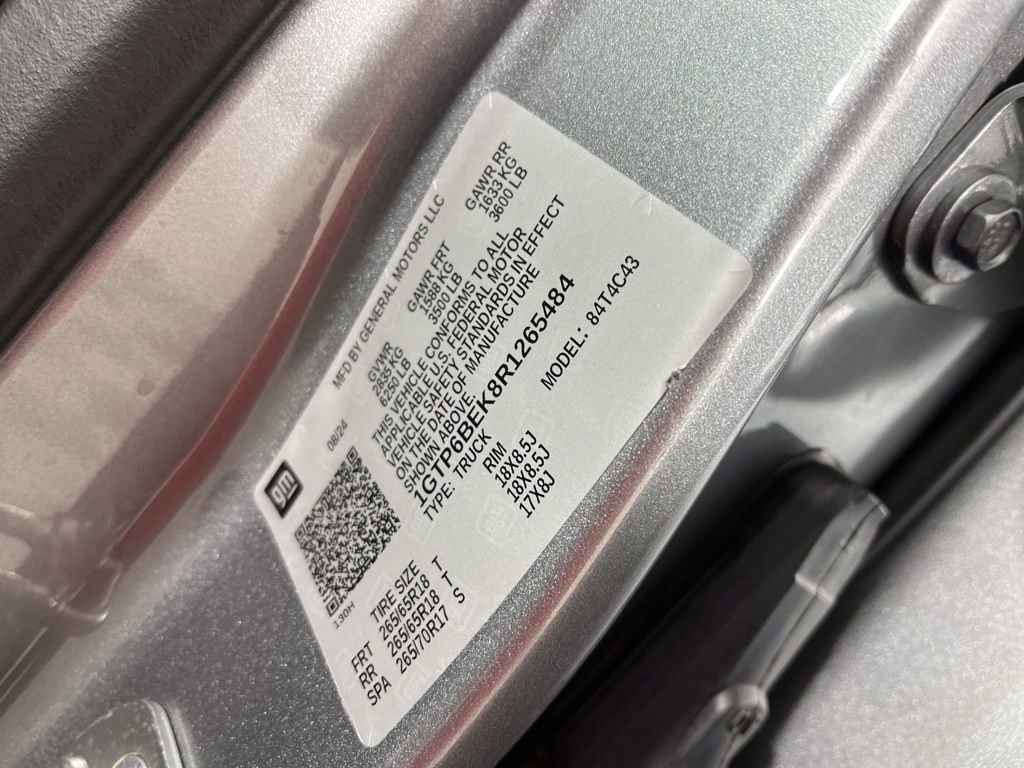 gm
08/24
MFD BY GENERAL MOTORS LLC
GVWR
2835 KG
6250 LB
GAWR FRT
1588 KG
3500 LB
GAWR RR
1633 KG
3600 LB
THIS VEHICLE CONFORMS TO ALL
APPLICABLE U.S. FEDERAL MOTOR
VEHICLE SAFETY STANDARDS IN EFFECT
ON THE DATE OF MANUFACTURE
SHOWN ABOVE.
1GTP6BEK8R1265484
TYPE: TRUCK
MODEL: 84T4C43
130H
TIRE SIZE RIM
FRT 265/65R18 T 18X8.5J
RR 265/65R18 T 18X8.5J
SPA 265/70R17 S 17X8J